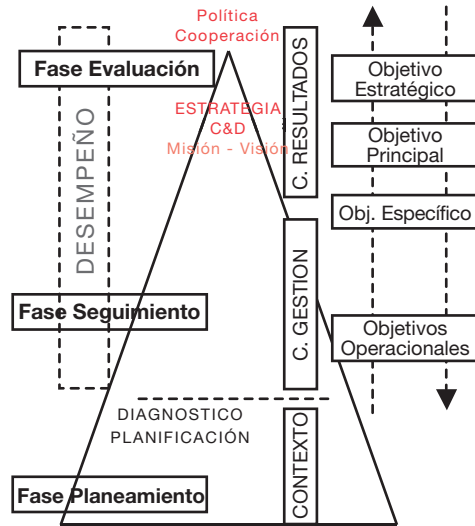 Política
Cooperación
Fase Evaluación
ESTRATEGIA
C&D
Misión - Visión
DESEMPEÑO
C. RESULTADOS
Objetivo
Estratégico
Objetivo
Principal
Obj. Específico
Fase Seguimiento
C. GESTION
Objetivos
Operacionales
DIAGNOSTICO
PLANIFICACIÓN
CONTEXTO
Fase Planeamiento